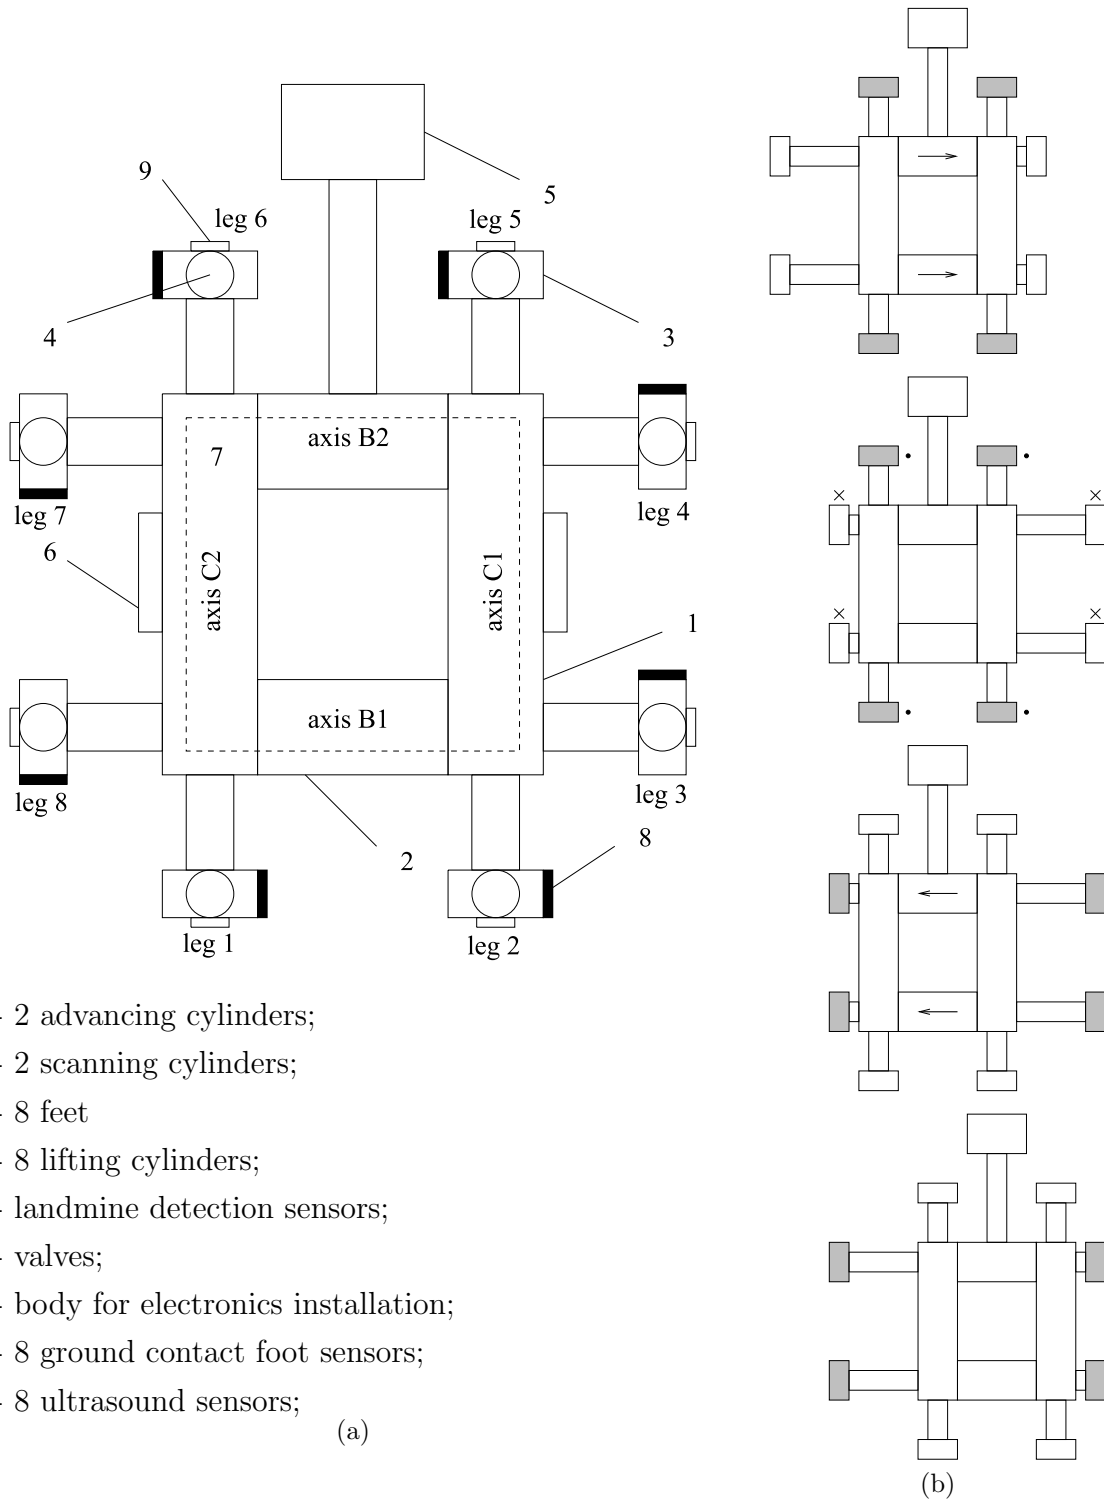 9
leg 6
leg 5
5
4
3
axis B2
7
leg 7
leg 4
6
axis C2
axis C1
1
axis B1
leg 8
leg 3
2
8
leg 1
leg 2
- 2 advancing cylinders;
- 2 scanning cylinders;
- 8 feet
- 8 lifting cylinders;
- landmine detection sensors;
- valves;
- body for electronics installation;
- 8 ground contact foot sensors;
- 8 ultrasound sensors;
(a)
(b)